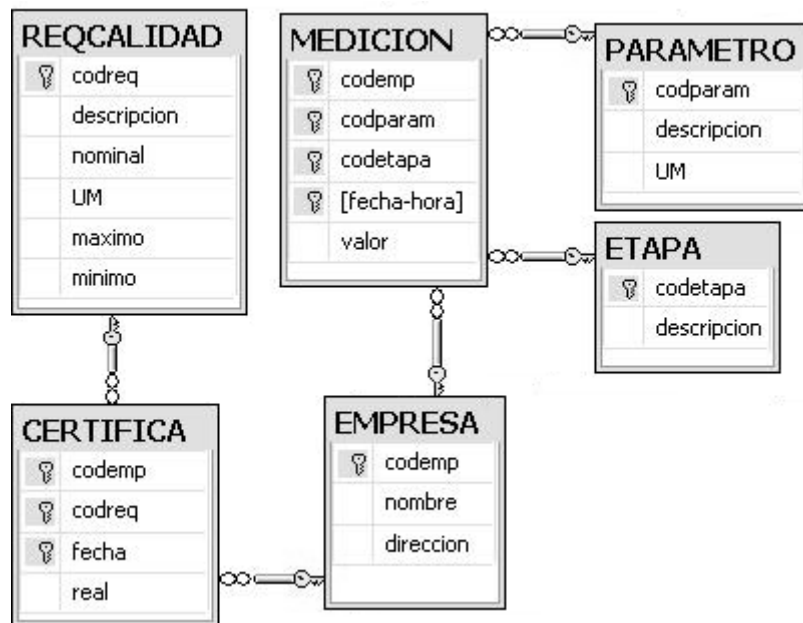 REQCALIDAD
codreq
descripcion
nominal
UM
maximo
minimo
MEDICION
codemp
codparam
codetapa
[fecha-hora]
valor
PARAMETRO
codparam
descripcion
UM
ETAPA
codetapa
descripcion
CERTIFICA
codemp
codreq
fecha
real
EMPRESA
codemp
nombre
direccion